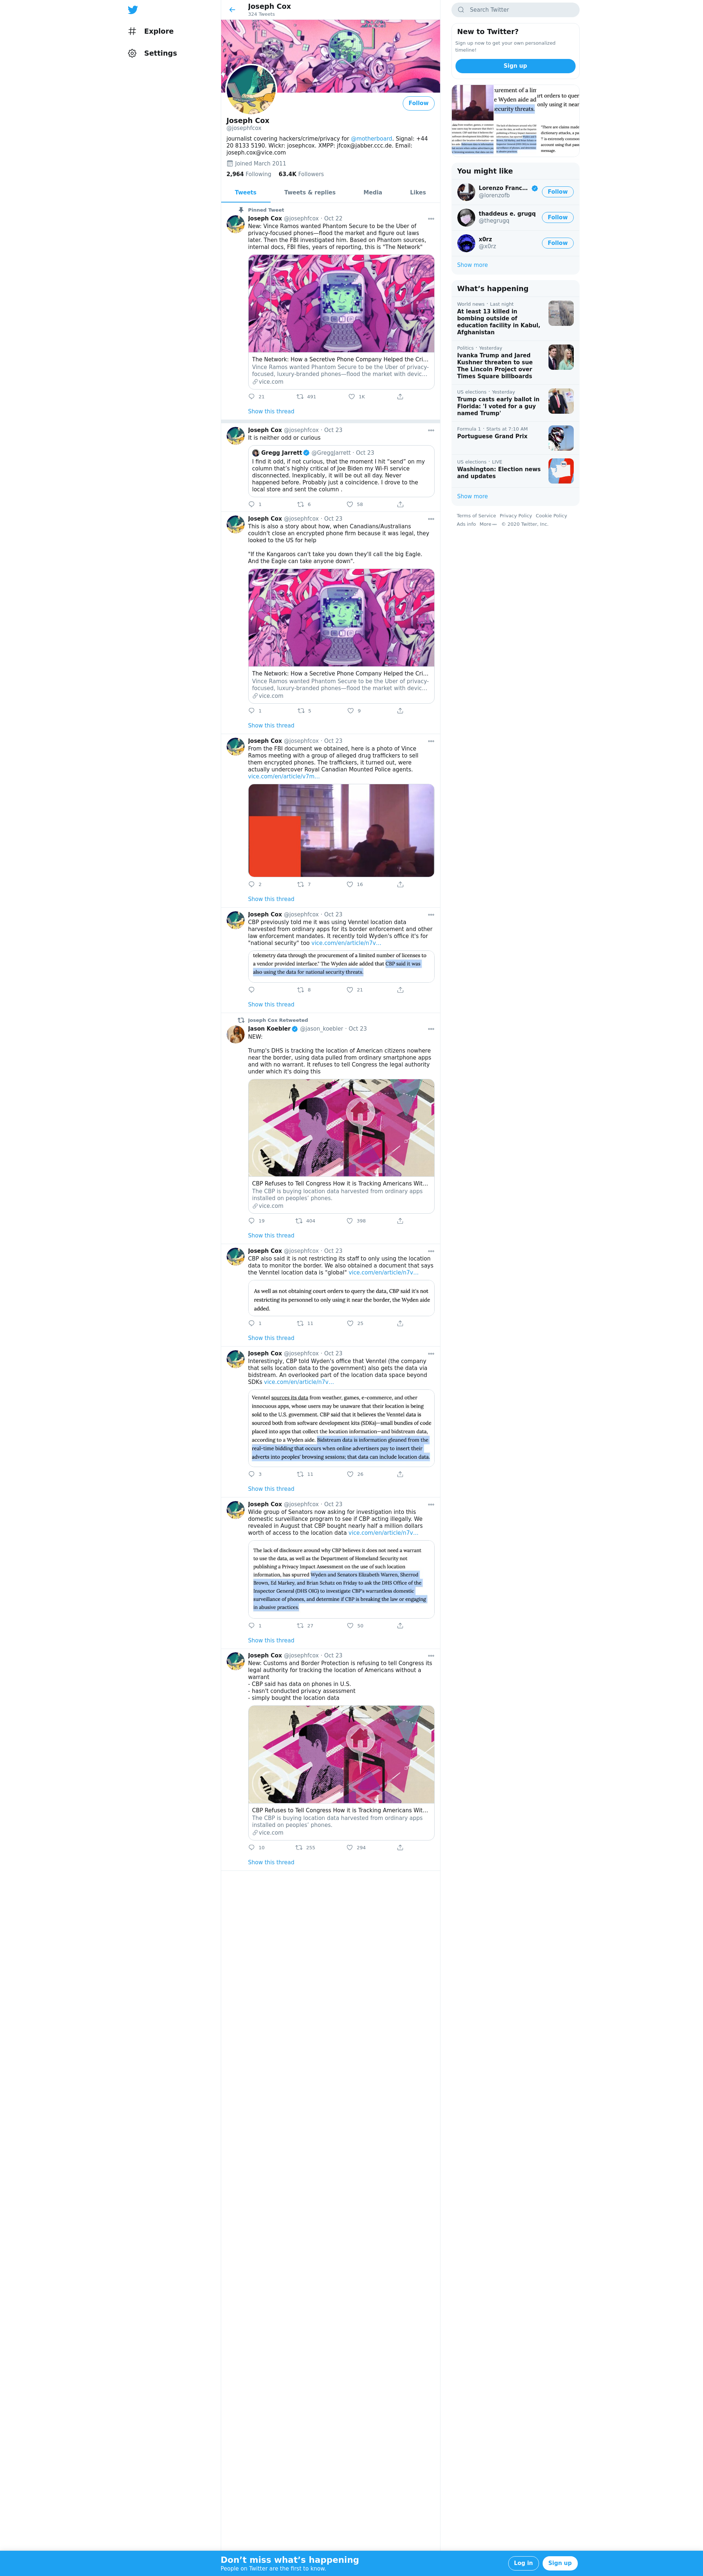 Explore
Settings
Joseph Cox
324 Tweets
Follow
Joseph Cox
@josephfcox
journalist covering hackers/crime/privacy for @motherboard, Signal: +44
20 8133 5190. Wickr: josephcox. XMPP: jfcox@jabber.ccc.de. Email:
joseph.cox@vice.com
Joined March 2011
2,964 Following 63.4K Followers
Tweets Tweets & replies Media Likes
Pinned Tweet
Joseph Cox @josephfcox · Oct 22
New: Vince Ramos wanted Phantom Secure to be the Uber of
privacy-focused phones—flood the market and figure out laws
later. Then the FBI investigated him. Based on Phantom sources,
internal docs, FBI files, years of reporting, this is "The Network"
The Network: How a Secretive Phone Company Helped the Cri...
Vince Ramos wanted Phantom Secure to be the Uber of privacy-
focused, luxury-branded phones—flood the market with devic...
vice.com
21 491 1K
Show this thread
Joseph Cox @josephfcox · Oct 23
It is neither odd or curious
Gregg Jarrett @GreggJarrett · Oct 23
I find it odd, if not curious, that the moment I hit "send" on my
column that's highly critical of Joe Biden my Wi-Fi service
disconnected. Inexplicably, it will be out all day. Never
happened before. Probably just a coincidence. I drove to the
local store and sent the column .
1 6 58
Joseph Cox @josephfcox · Oct 23
This is also a story about how, when Canadians/Australians
couldn't close an encrypted phone firm because it was legal, they
looked to the US for help
"If the Kangaroos can't take you down they'll call the big Eagle.
And the Eagle can take anyone down".
The Network: How a Secretive Phone Company Helped the Cri...
Vince Ramos wanted Phantom Secure to be the Uber of privacy-
focused, luxury-branded phones—flood the market with devic...
vice.com
1 5 9
Show this thread
Joseph Cox @josephfcox · Oct 23
From the FBI document we obtained, here is a photo of Vince
Ramos meeting with a group of alleged drug traffickers to sell
them encrypted phones. The traffickers, it turned out, were
actually undercover Royal Canadian Mounted Police agents.
vice.com/en/article/v7m...
2 7 16
Show this thread
Joseph Cox @josephfcox · Oct 23
CBP previously told me it was using Venntel location data
harvested from ordinary apps for its border enforcement and other
law enforcement mandates. It recently told Wyden's office it's for
"national security" too vice.com/en/article/n7v...
telemetry data through the procurement of a limited number of licenses to
a vendor provided interface." The Wyden aide added that CBP said it was
also using the data for national security threats.
9 21
Show this thread
Joseph Cox Retweeted
Jason Koebler @jason_koebler · Oct 23
NEW:
Trump's DHS is tracking the location of American citizens nowhere
near the border, using data pulled from ordinary smartphone apps
and with no warrant. It refuses to tell Congress the legal authority
under which it's doing this
CBP Refuses to Tell Congress How it is Tracking Americans Wit...
The CBP is buying location data harvested from ordinary apps
installed on peoples' phones.
vice.com
19 404 398
Show this thread
Joseph Cox @josephfcox · Oct 23
CBP also said it is not restricting its staff to only using the location
data to monitor the border. We also obtained a document that says
the Venntel location data is "global" vice.com/en/article/n7v...
As well as not obtaining court orders to query the data, CBP said it's not
restricting its personnel to only using it near the border, the Wyden aide
added.
1 11 25
Show this thread
Joseph Cox @josephfcox · Oct 23
Interestingly, CBP told Wyden's office that Venntel (the company
that sells location data to the government) also gets the data via
bidstream. An overlooked part of the location data space beyond
SDKs vice.com/en/article/n7v...
Venntel sources its data from weather, games, e-commerce, and other
innocuous apps, whose users may be unaware that their location is being
sold to the U.S. government. CBP said that it believes the Venntel data is
sourced both from software development kits (SDKs)—small bundles of code
placed into apps that collect the location information—and bidstream data,
according to a Wyden aide. Bidstream data is information gleaned from the
real-time bidding that occurs when online advertisers pay to insert their
adverts into peoples' browsing sessions; that data can include location data.
3 11 26
Show this thread
Joseph Cox @josephfcox · Oct 23
Wide group of Senators now asking for investigation into this
domestic surveillance program to see if CBP acting illegally. We
revealed in August that CBP bought nearly half a million dollars
worth of access to the location data vice.com/en/article/n7v...
The lack of disclosure around why CBP believes it does not need a warrant
to use the data, as well as the Department of Homeland Security not
publishing a Privacy Impact Assessment on the use of such location
information, has spurred Wyden and Senators Elizabeth Warren, Sherrod
Brown, Ed Markey, and Brian Schatz on Friday to ask the DHS Office of the
Inspector General (DHS OIG) to investigate CBP's warrantless domestic
surveillance of phones, and determine if CBP is breaking the law or engaging
in abusive practices.
1 27 50
Show this thread
Joseph Cox @josephfcox · Oct 23
New: Customs and Border Protection is refusing to tell Congress its
legal authority for tracking the location of Americans without a
warrant
- CBP said has data on phones in U.S.
- hasn't conducted privacy assessment
- simply bought the location data
CBP Refuses to Tell Congress How it is Tracking Americans Wit...
The CBP is buying location data harvested from ordinary apps
installed on peoples' phones.
vice.com
10 255 294
Show this thread
Search Twitter
New to Twitter?
Sign up now to get your own personalized
timeline!
Sign up
urement of a lim
e Wyden aide ad
security threats.
rt orders to quer
only using it near
You might like
Lorenzo Franc...
@lorenzofb
Follow
thaddeus e. grugq
@thegrugq
Follow
x0rz
@x0rz
Follow
Show more
What's happening
World news · Last night
At least 13 killed in
bombing outside of
education facility in Kabul,
Afghanistan
Politics · Yesterday
Ivanka Trump and Jared
Kushner threaten to sue
The Lincoln Project over
Times Square billboards
US elections · Yesterday
Trump casts early ballot in
Florida: 'I voted for a guy
named Trump'
Formula 1 · Starts at 7:10 AM
Portuguese Grand Prix
US elections · LIVE
Washington: Election news
and updates
Show more
Terms of Service Privacy Policy Cookie Policy
Ads info More © 2020 Twitter, Inc.
Don't miss what's happening
People on Twitter are the first to know.
Log in Sign up